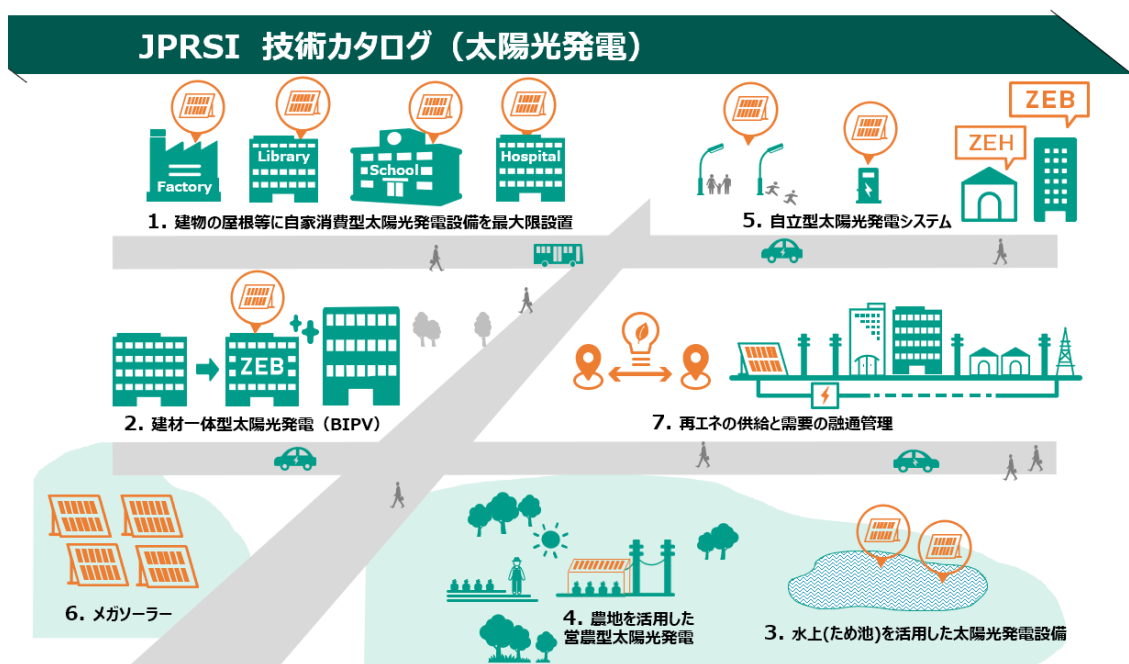 JPRSI 技術カタログ（太陽光発電）
Factory
Library
School
Hospital
1. 建物の屋根等に自家消費型太陽光発電設備を最大限設置
ZEB
ZEH
5. 自立型太陽光発電システム
ZEB
2. 建材一体型太陽光発電（BIPV）
7. 再エネの供給と需要の融通管理
6. メガソーラー
4. 農地を活用した
営農型太陽光発電
3. 水上(ため池)を活用した太陽光発電設備